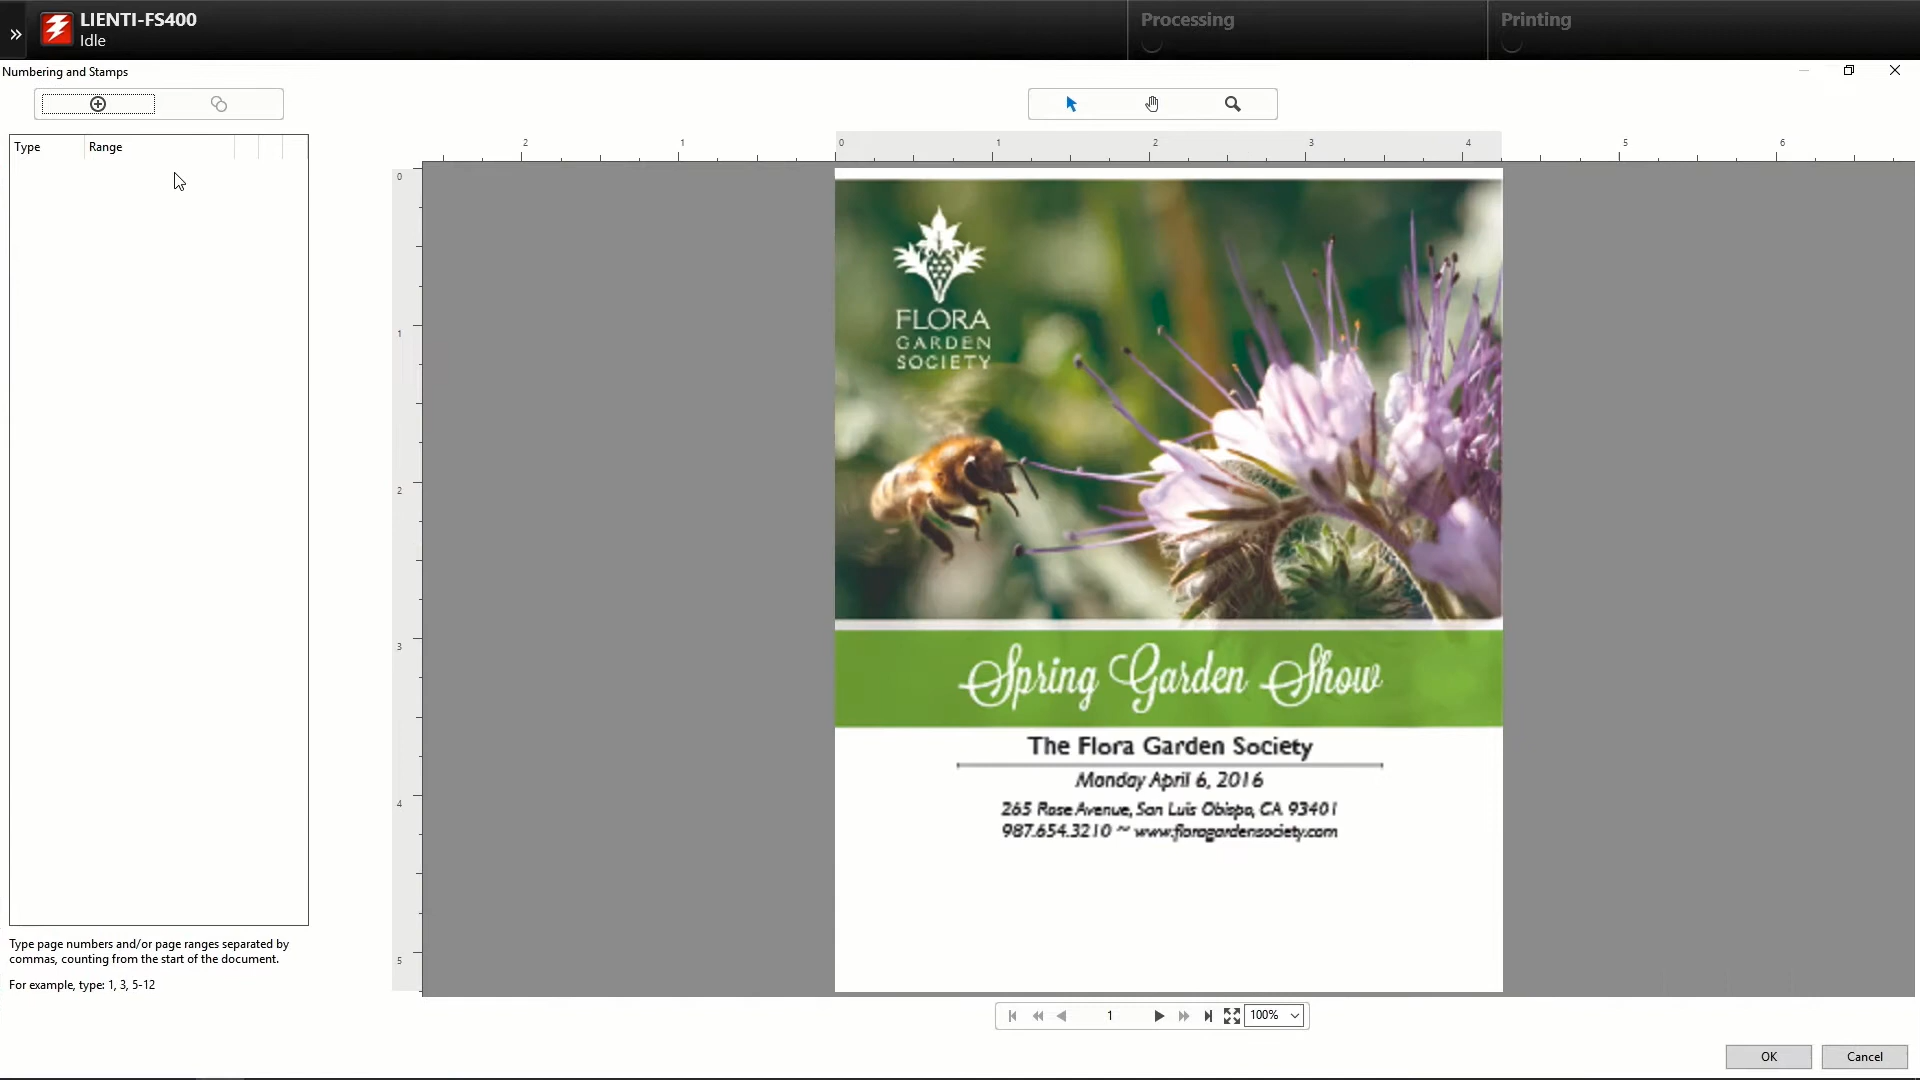 LIENTI-FS400
Idle
Processing
Printing
Numbering and Stamps
Type Range
2 1 0 1 2 3 4 5 6
0
1
2
3
4
5
FLORA
GARDEN
SOCIETY
Spring Garden Show
The Flora Garden Society
Monday April 6, 2016
265 Rose Avenue, San Luis Obispo, CA 93401
987.654.3210 ~ www.floragardensociety.com
Type page numbers and/or page ranges separated by
commas, counting from the start of the document.
For example, type: 1, 3, 5-12
1 100%
OK Cancel